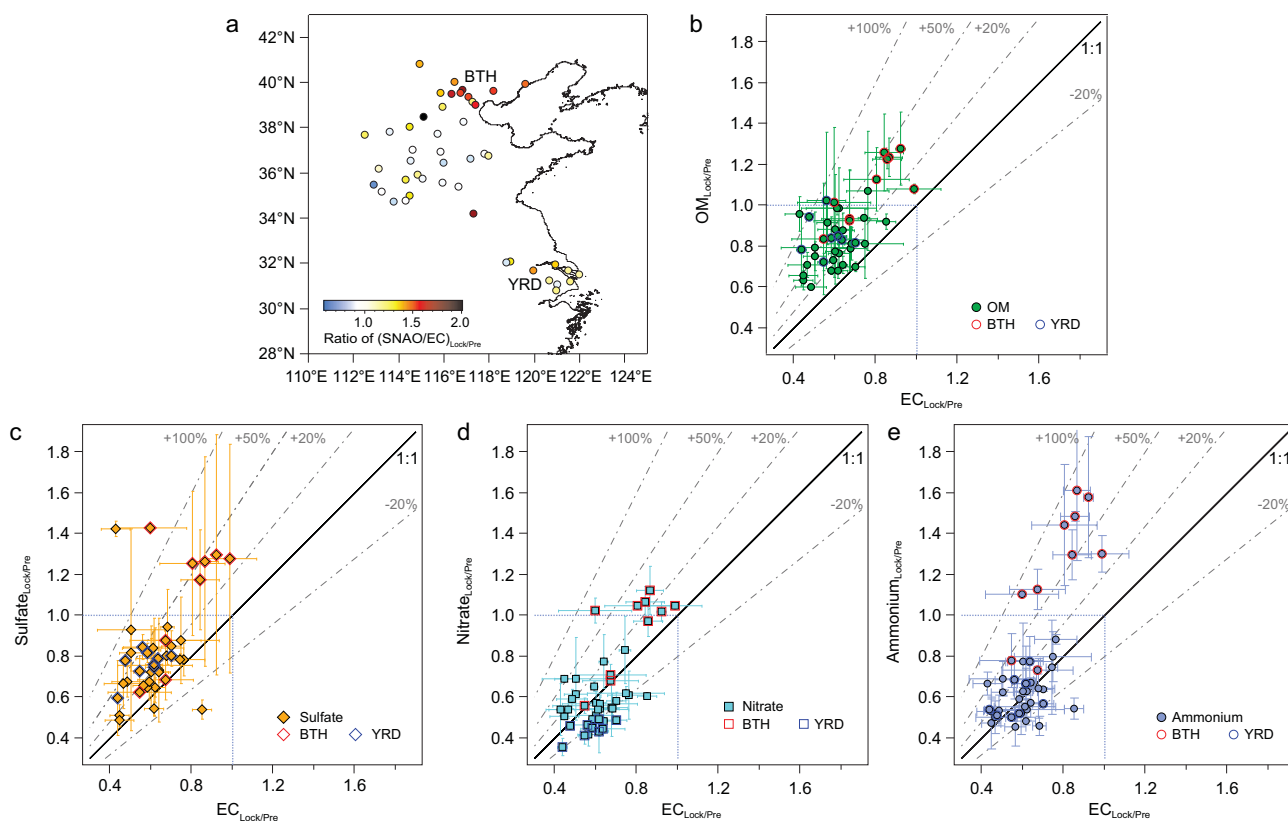 a
42°N
40°N
38°N
36°N
34°N
32°N
30°N
28°N
BTH
YRD
1.0 1.5 2.0
Ratio of (SNAO/EC)Lock/Pre
110°E 114°E 116°E 118°E 120°E 122°E 124°E
b
+100% +50% +20%
1:1
-20%
1.8
1.6
1.4
1.2
1.0
0.8
0.6
0.4
OMLock/Pre
OM
BTH YRD
0.4 0.8 1.2 1.6
ECLock/Pre
c
+100% +50% +20%
1:1
-20%
1.8
1.6
1.4
1.2
1.0
0.8
0.6
0.4
SulfateLock/Pre
Sulfate
BTH YRD
0.4 0.8 1.2 1.6
ECLock/Pre
d
+100% +50% +20%
1:1
-20%
1.8
1.6
1.4
1.2
1.0
0.8
0.6
0.4
NitrateLock/Pre
Nitrate
BTH YRD
0.4 0.8 1.2 1.6
ECLock/Pre
e
+100% +50% +20%
1:1
-20%
1.8
1.6
1.4
1.2
1.0
0.8
0.6
0.4
AmmoniumLock/Pre
Ammonium
BTH YRD
0.4 0.8 1.2 1.6
ECLock/Pre